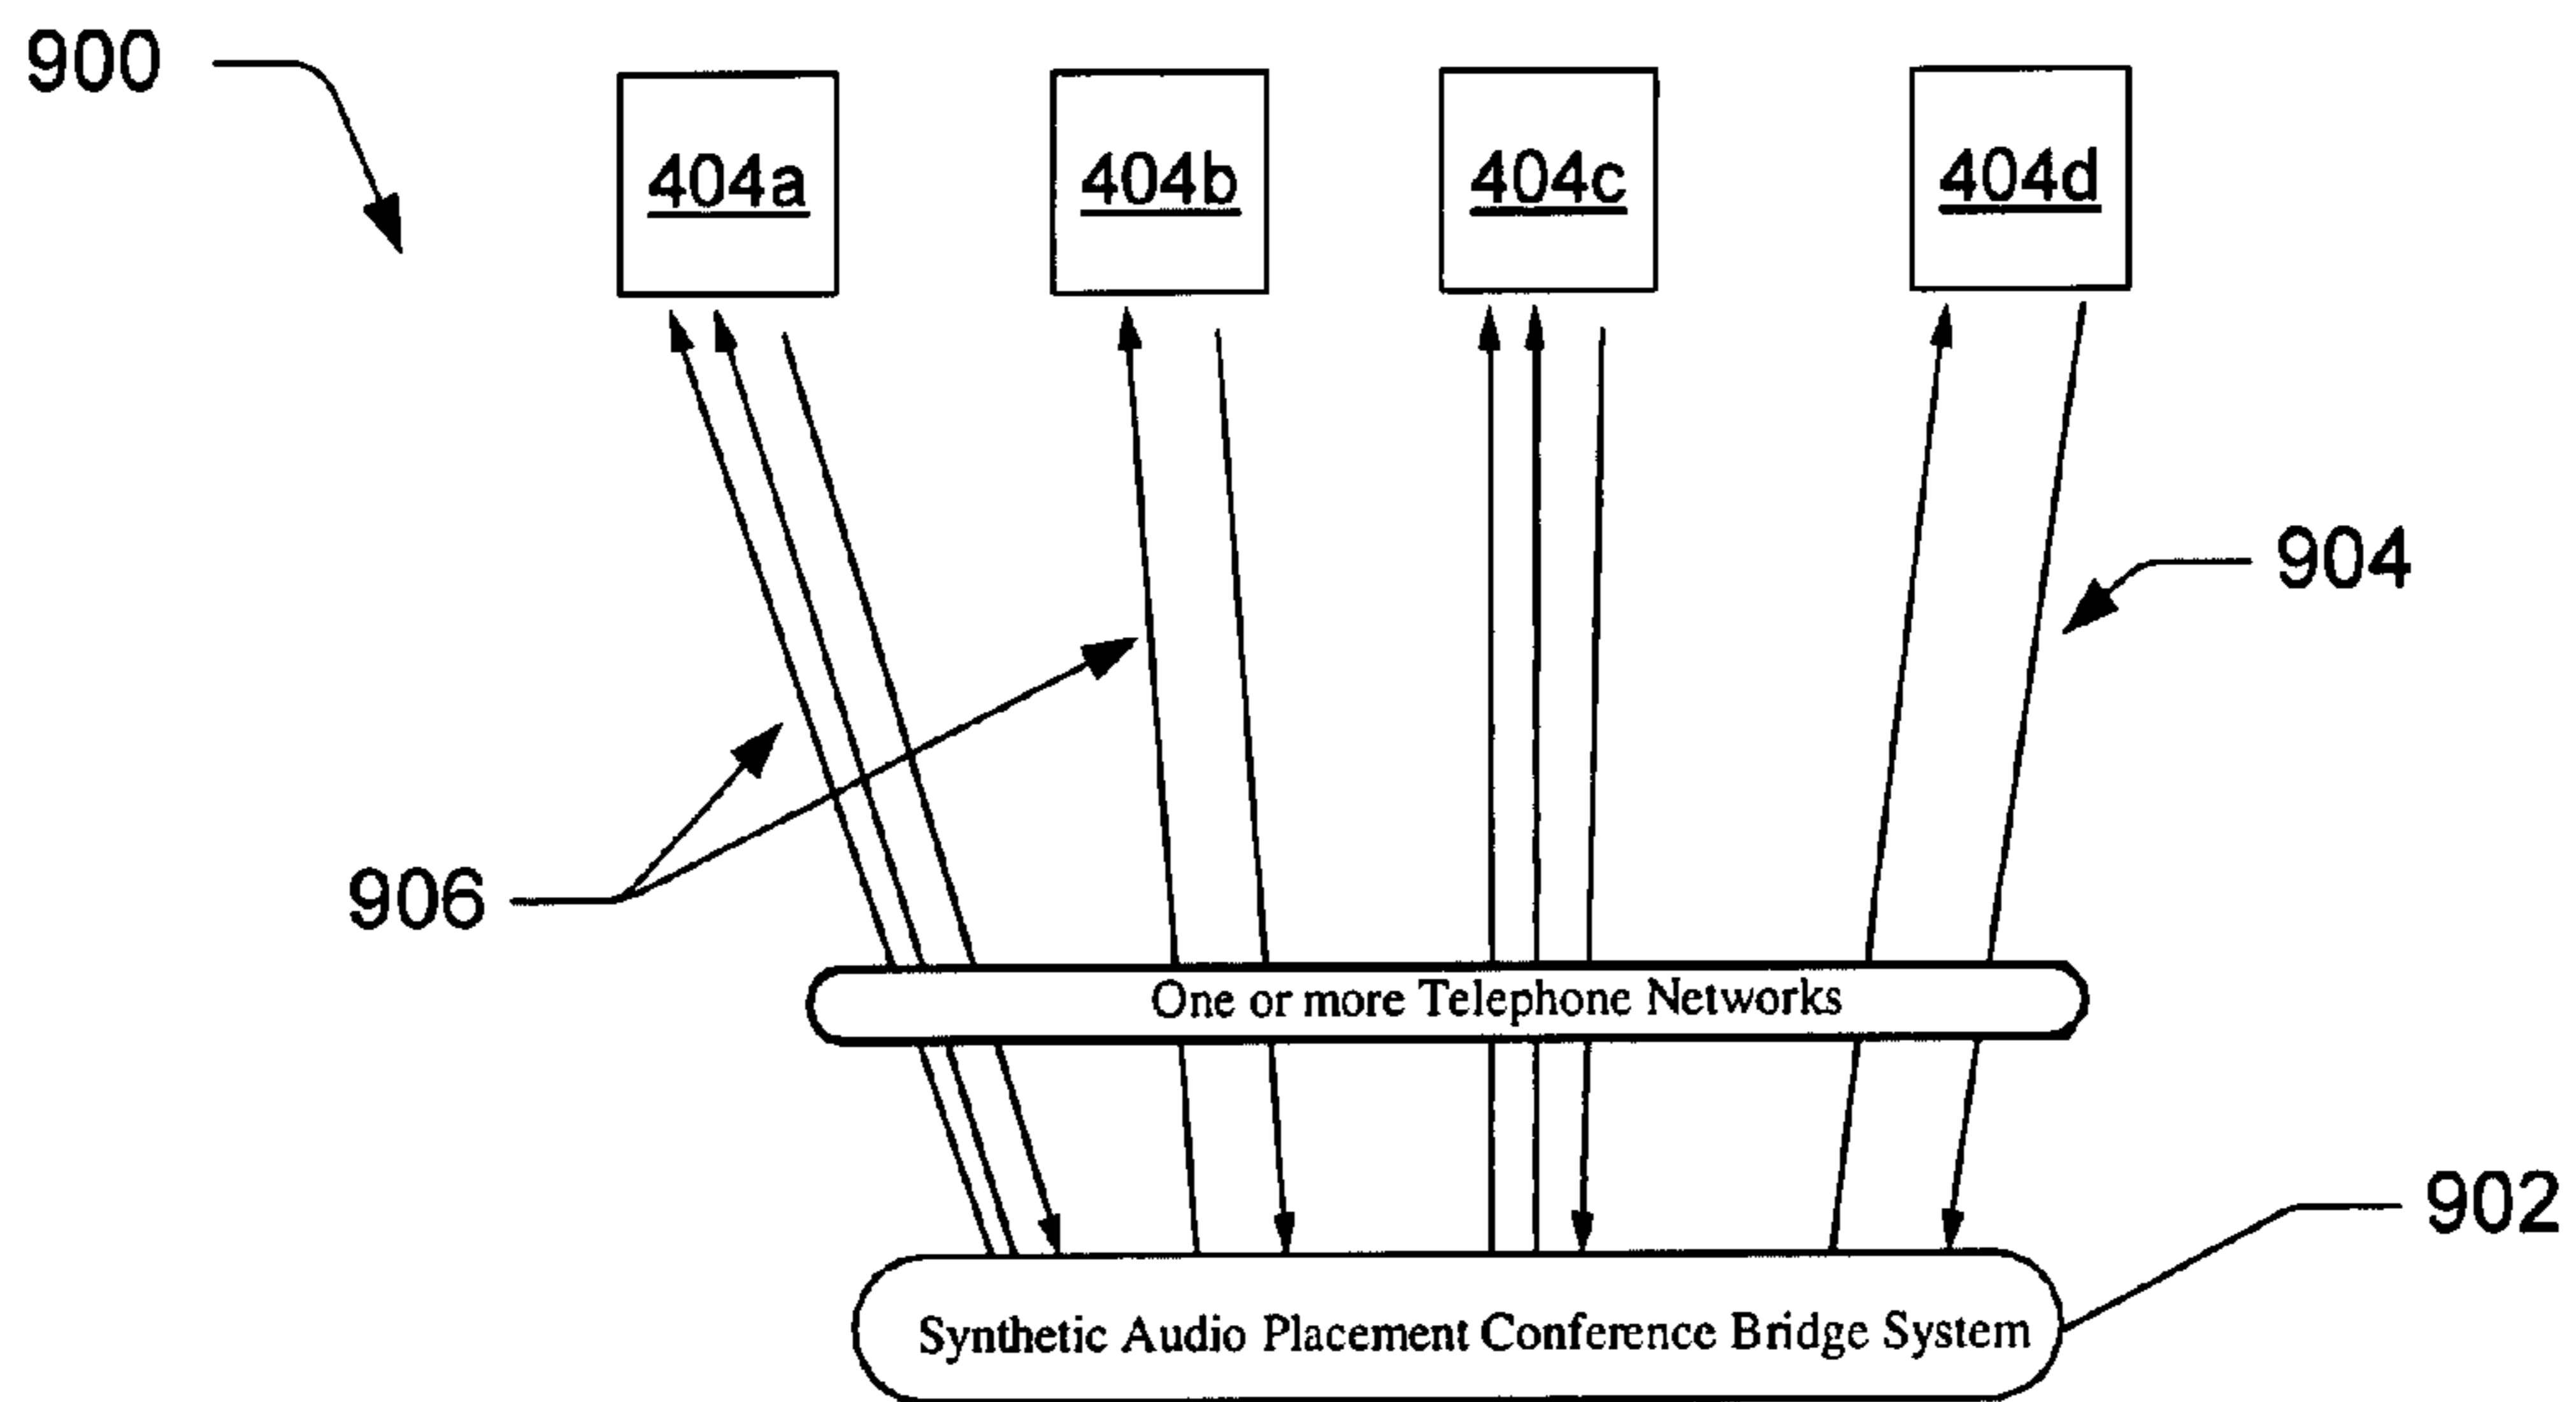 900
404a
404b
404c
404d
904
906
One or more Telephone Networks
902
Synthetic Audio Placement Conference Bridge System